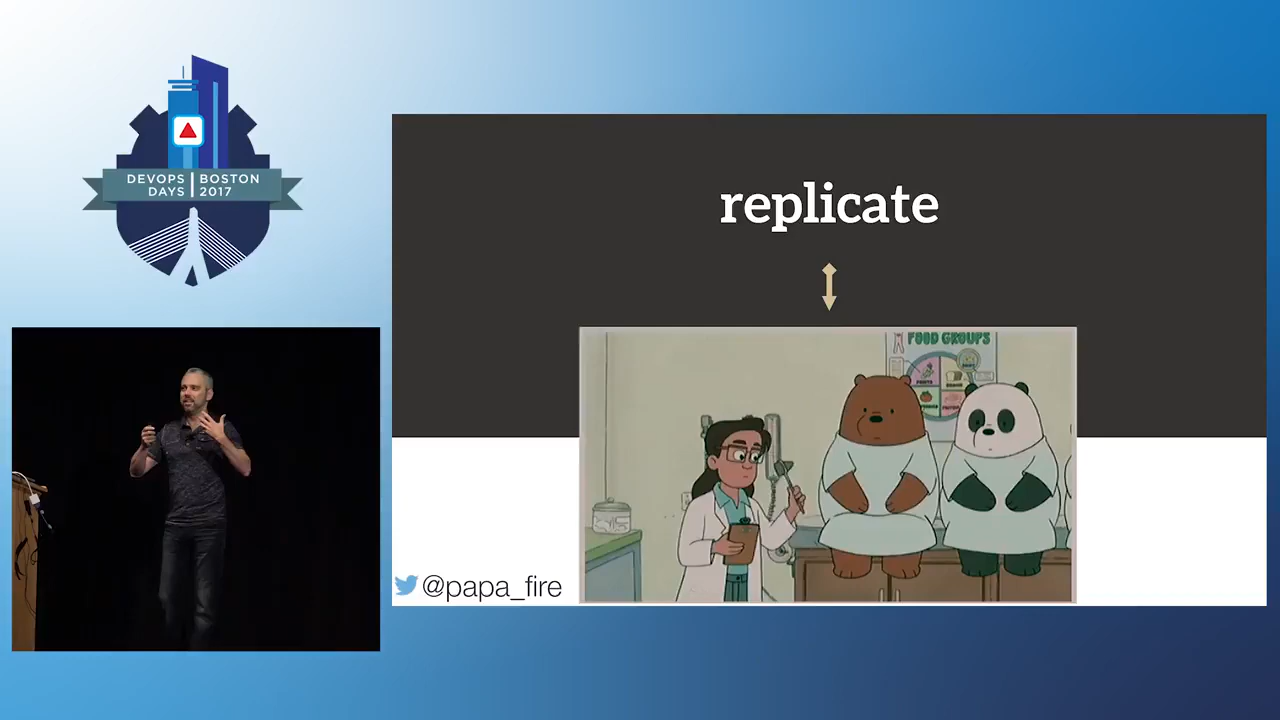 DEVOPS BOSTON
DAYS 2017
replicate
FOOD GROUPS
@papa_fire